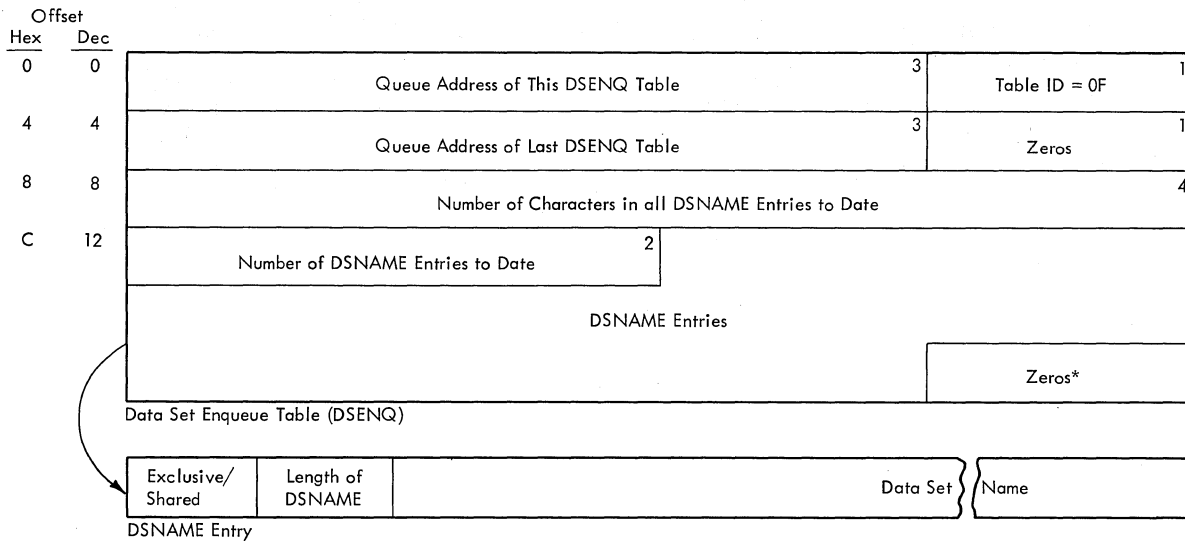 Offset
Hex Dec
0 0 Queue Address of This DSENQ Table 3 Table ID = 0F 1
4 4 Queue Address of Last DSENQ Table 3 Zeros 1
8 8 Number of Characters in all DSNAME Entries to Date 4
C 12 Number of DSNAME Entries to Date 2
DSNAME Entries
Zeros*
Data Set Enqueue Table (DSENQ)
Exclusive/ Length of
Shared DSNAME Data Set Name
DSNAME Entry